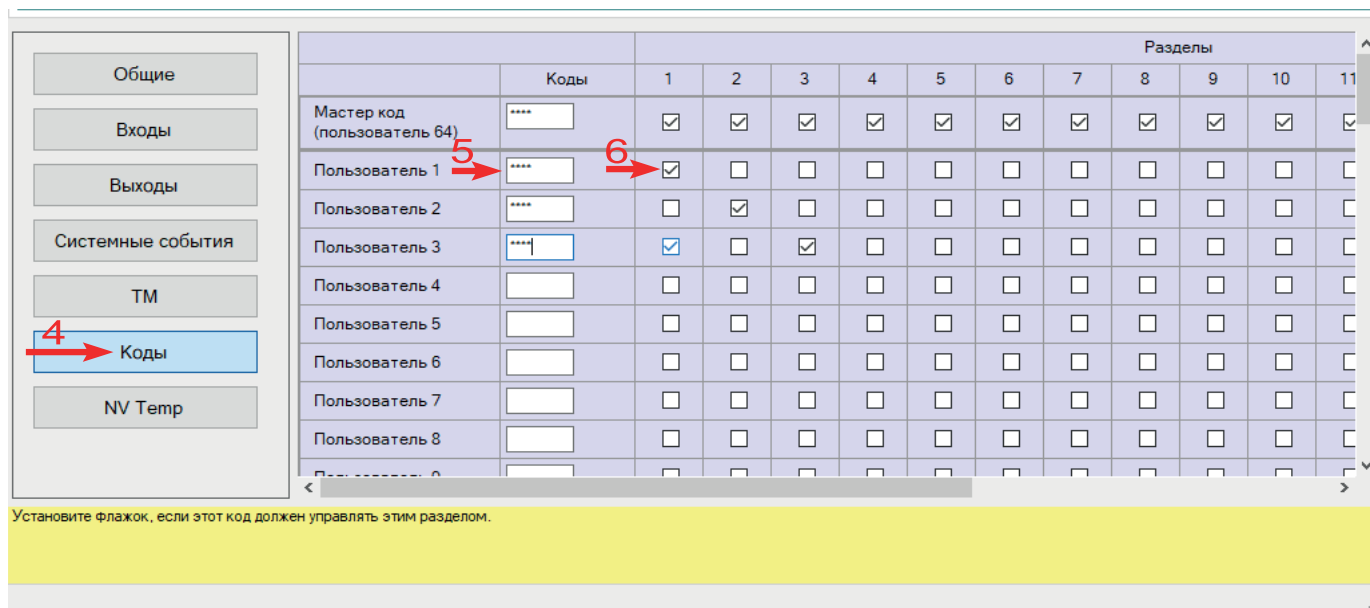 Общие
Входы
Выходы
Системные события
ТМ
4
Коды
NV Temp
Разделы
Коды 1 2 3 4 5 6 7 8 9 10 11
Мастер код
(пользователь 64) ****
Пользователь 1 5 **** 6
Пользователь 2 ****
Пользователь 3 ****
Пользователь 4
Пользователь 5
Пользователь 6
Пользователь 7
Пользователь 8
Установите флажок, если этот код должен управлять этим разделом.